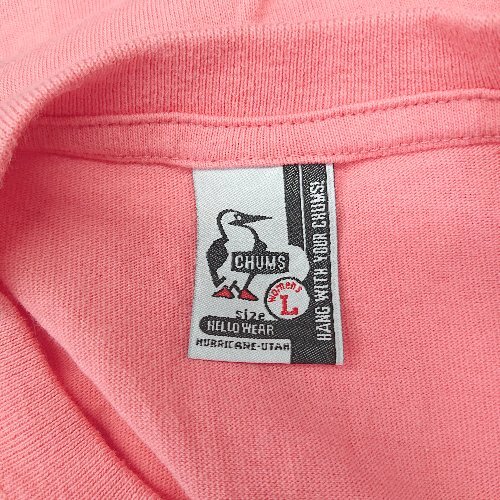 CHUMS
women's
L
size
HELLO WEAR
HURRICANE-UTAH
HANG WITH YOUR CHUMS!